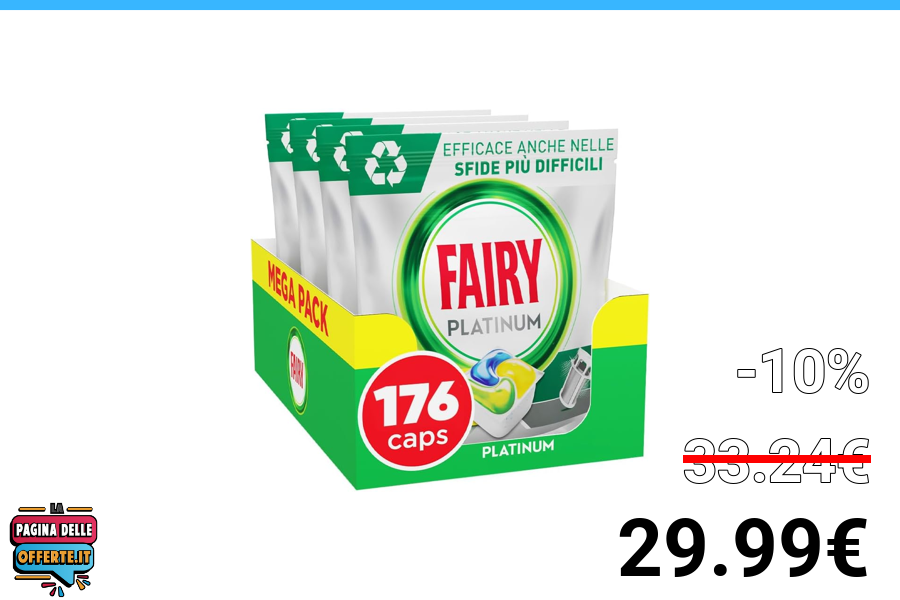 EFFICACE ANCHE NELLE
SFIDE PIÙ DIFFICILI
FAIRY
PLATINUM
MEGA PACK
FAIRY
176
caps
PLATINUM
-10%
33.24€
29.99€
LA
PAGINA DELLE
OFFERTE.IT